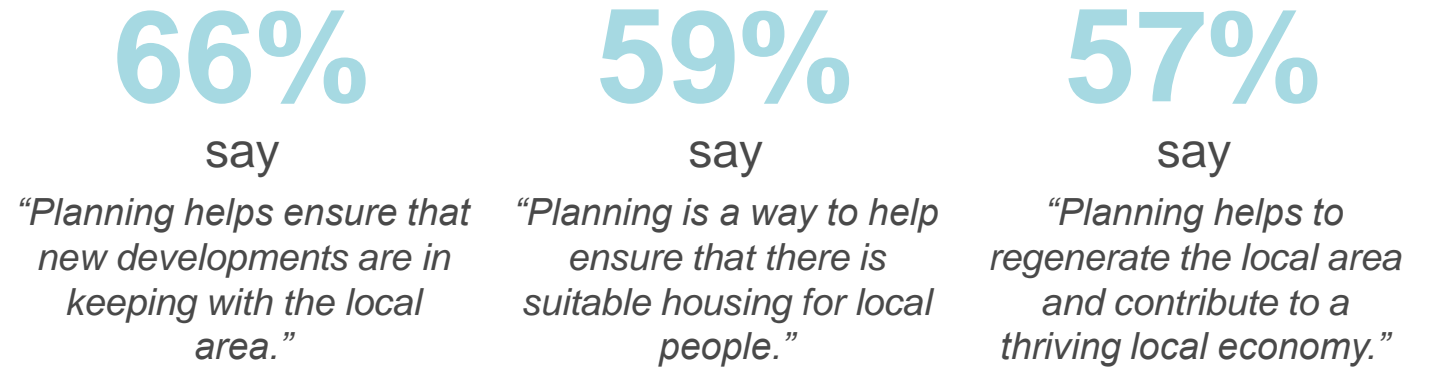 66%
say
“Planning helps ensure that
new developments are in
keeping with the local
area.”
59%
say
“Planning is a way to help
ensure that there is
suitable housing for local
people.”
57%
say
“Planning helps to
regenerate the local area
and contribute to a
thriving local economy.”